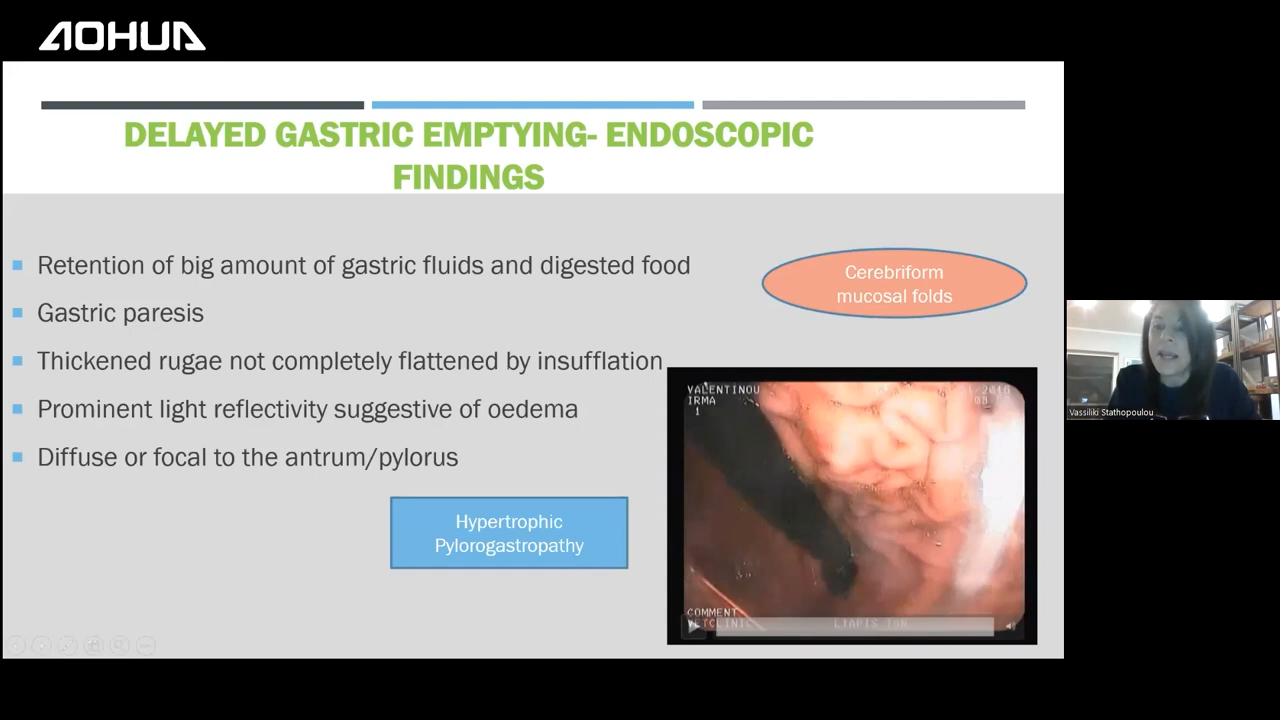 AOHUA
DELAYED GASTRIC EMPTYING- ENDOSCOPIC
FINDINGS
Retention of big amount of gastric fluids and digested food
Gastric paresis
Thickened rugae not completely flattened by insufflation
Prominent light reflectivity suggestive of oedema
Diffuse or focal to the antrum/pylorus
Cerebriform
mucosal folds
Hypertrophic
Pylorogastropathy
VALENTINOU
IRMA
1
COMMENT
VETCLINIC
Vassiliki Stathopoulou